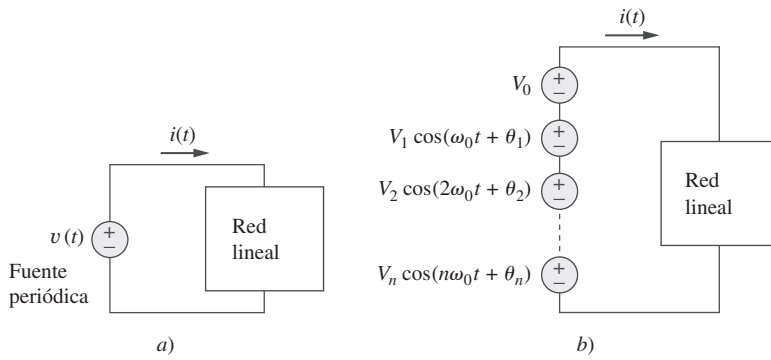 i(t)
v(t)
+
−
Fuente
periódica
Red
lineal
a)
i(t)
V₀
+
−
V₁ cos(ω₀t + θ₁)
+
−
V₂ cos(2ω₀t + θ₂)
+
−
Vₙ cos(nω₀t + θₙ)
+
−
Red
lineal
b)